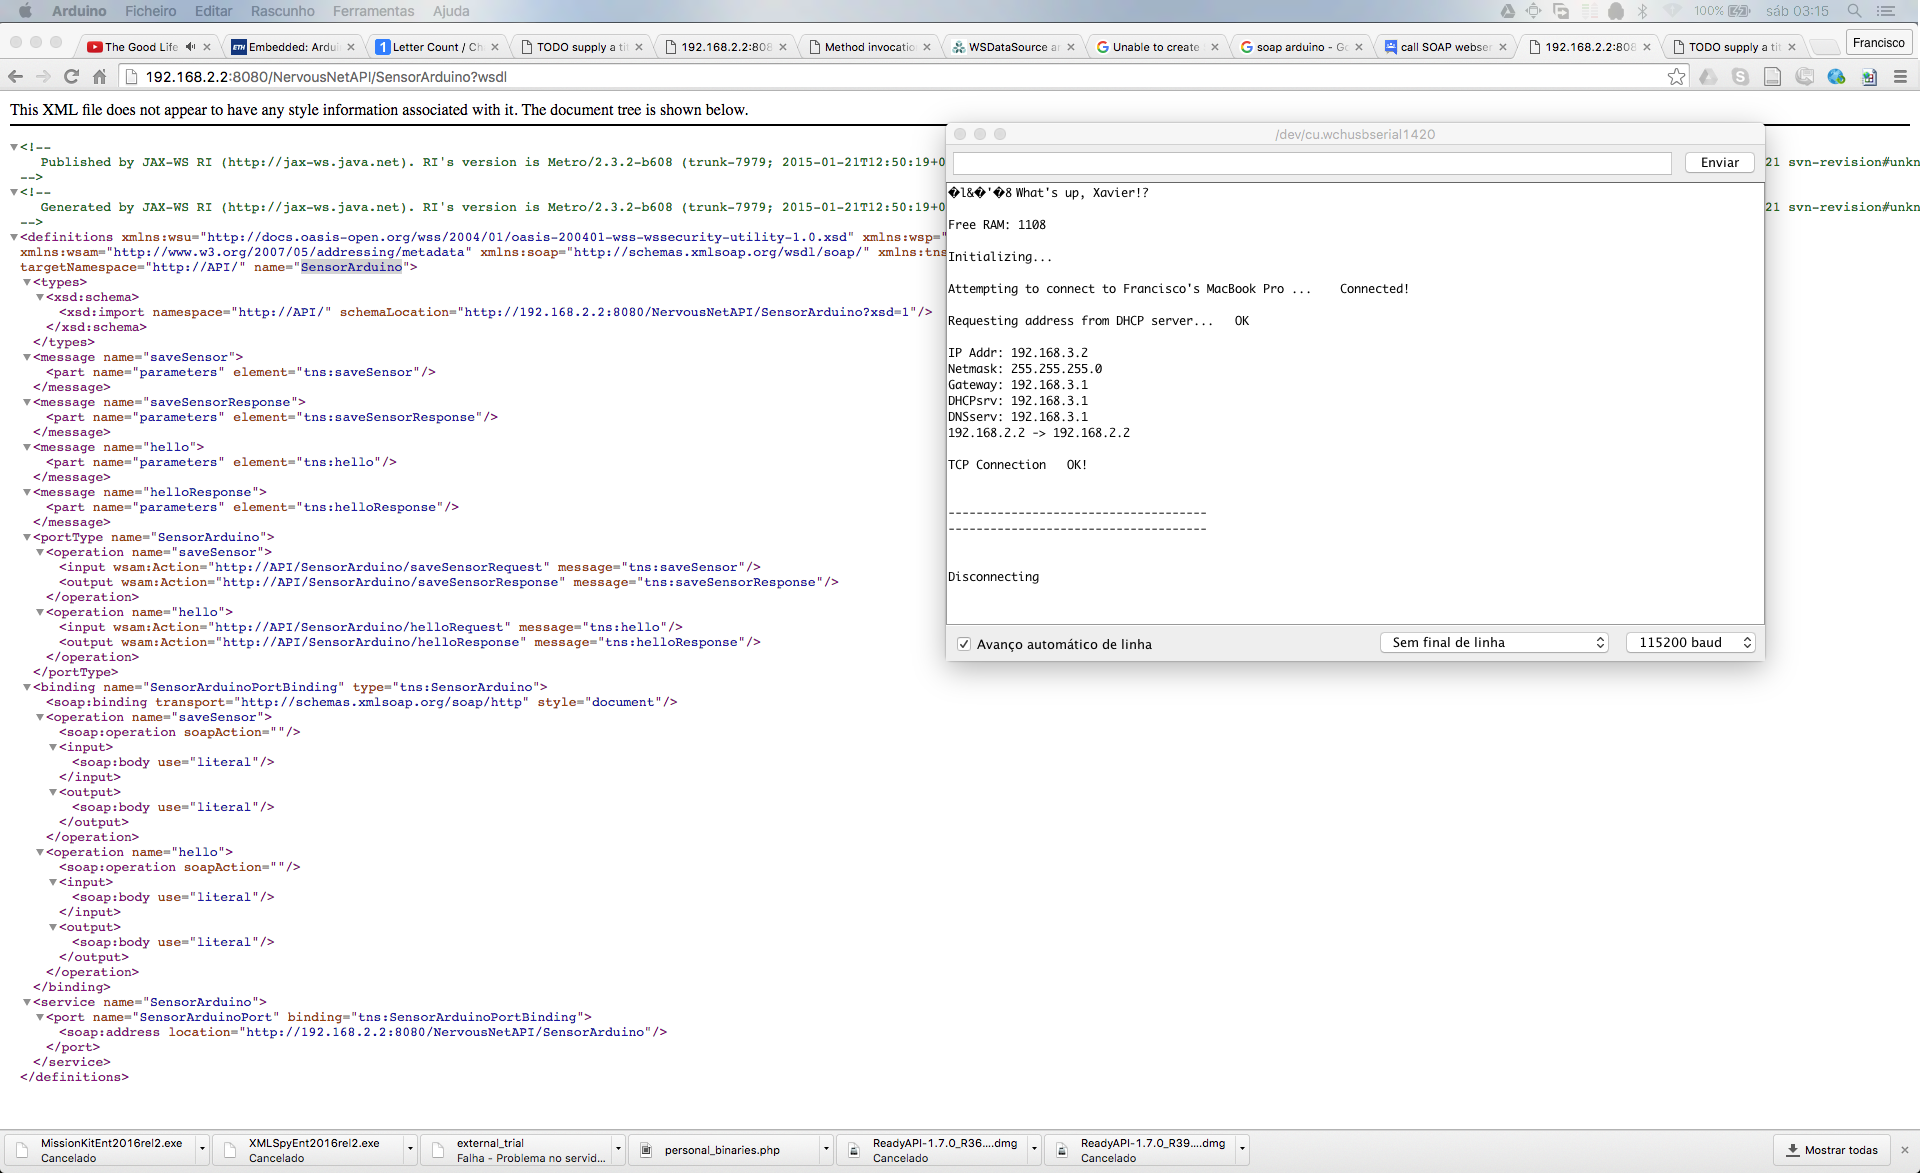 Arduino Ficheiro Editar Rascunho Ferramentas Ajuda 100% sáb 03:15
The Good Life
Embedded: Ardui
Letter Count / Ch
TODO supply a tit
192.168.2.2:808
Method invocatio
WSDataSource ar
Unable to create
soap arduino - Go
call SOAP webser
192.168.2.2:808
TODO supply a tit
Francisco
192.168.2.2:8080/NervousNetAPI/SensorArduino?wsdl
This XML file does not appear to have any style information associated with it. The document tree is shown below.
<!--
Published by JAX-WS RI (http://jax-ws.java.net). RI's version is Metro/2.3.2-b608 (trunk-7979; 2015-01-21T12:50:19+0
21 svn-revision#unkn
-->
<!--
Generated by JAX-WS RI (http://jax-ws.java.net). RI's version is Metro/2.3.2-b608 (trunk-7979; 2015-01-21T12:50:19+0
21 svn-revision#unkn
-->
<definitions xmlns:wsu="http://docs.oasis-open.org/wss/2004/01/oasis-200401-wss-wssecurity-utility-1.0.xsd" xmlns:wsp="
xmlns:wsam="http://www.w3.org/2007/05/addressing/metadata" xmlns:soap="http://schemas.xmlsoap.org/wsdl/soap/" xmlns:tns
targetNamespace="http://API/" name="SensorArduino">
<types>
<xsd:schema>
<xsd:import namespace="http://API/" schemaLocation="http://192.168.2.2:8080/NervousNetAPI/SensorArduino?xsd=1"/>
</xsd:schema>
</types>
<message name="saveSensor">
<part name="parameters" element="tns:saveSensor"/>
</message>
<message name="saveSensorResponse">
<part name="parameters" element="tns:saveSensorResponse"/>
</message>
<message name="hello">
<part name="parameters" element="tns:hello"/>
</message>
<message name="helloResponse">
<part name="parameters" element="tns:helloResponse"/>
</message>
<portType name="SensorArduino">
<operation name="saveSensor">
<input wsam:Action="http://API/SensorArduino/saveSensorRequest" message="tns:saveSensor"/>
<output wsam:Action="http://API/SensorArduino/saveSensorResponse" message="tns:saveSensorResponse"/>
</operation>
<operation name="hello">
<input wsam:Action="http://API/SensorArduino/helloRequest" message="tns:hello"/>
<output wsam:Action="http://API/SensorArduino/helloResponse" message="tns:helloResponse"/>
</operation>
</portType>
<binding name="SensorArduinoPortBinding" type="tns:SensorArduino">
<soap:binding transport="http://schemas.xmlsoap.org/soap/http" style="document"/>
<operation name="saveSensor">
<soap:operation soapAction=""/>
<input>
<soap:body use="literal"/>
</input>
<output>
<soap:body use="literal"/>
</output>
</operation>
<operation name="hello">
<soap:operation soapAction=""/>
<input>
<soap:body use="literal"/>
</input>
<output>
<soap:body use="literal"/>
</output>
</operation>
</binding>
<service name="SensorArduino">
<port name="SensorArduinoPort" binding="tns:SensorArduinoPortBinding">
<soap:address location="http://192.168.2.2:8080/NervousNetAPI/SensorArduino"/>
</port>
</service>
</definitions>
/dev/cu.wchusbserial1420
Enviar
�l&�'�8 What's up, Xavier!?
Free RAM: 1108
Initializing...
Attempting to connect to Francisco's MacBook Pro ... Connected!
Requesting address from DHCP server... OK
IP Addr: 192.168.3.2
Netmask: 255.255.255.0
Gateway: 192.168.3.1
DHCPsrv: 192.168.3.1
DNSserv: 192.168.3.1
192.168.2.2 -> 192.168.2.2
TCP Connection OK!
-------------------------------------
-------------------------------------
Disconnecting
Avanço automático de linha
Sem final de linha
115200 baud
MissionKitEnt2016rel2.exe
Cancelado
XMLSpyEnt2016rel2.exe
Cancelado
external_trial
Falha - Problema no servid...
personal_binaries.php
ReadyAPI-1.7.0_R36....dmg
Cancelado
ReadyAPI-1.7.0_R39....dmg
Cancelado
Mostrar todas